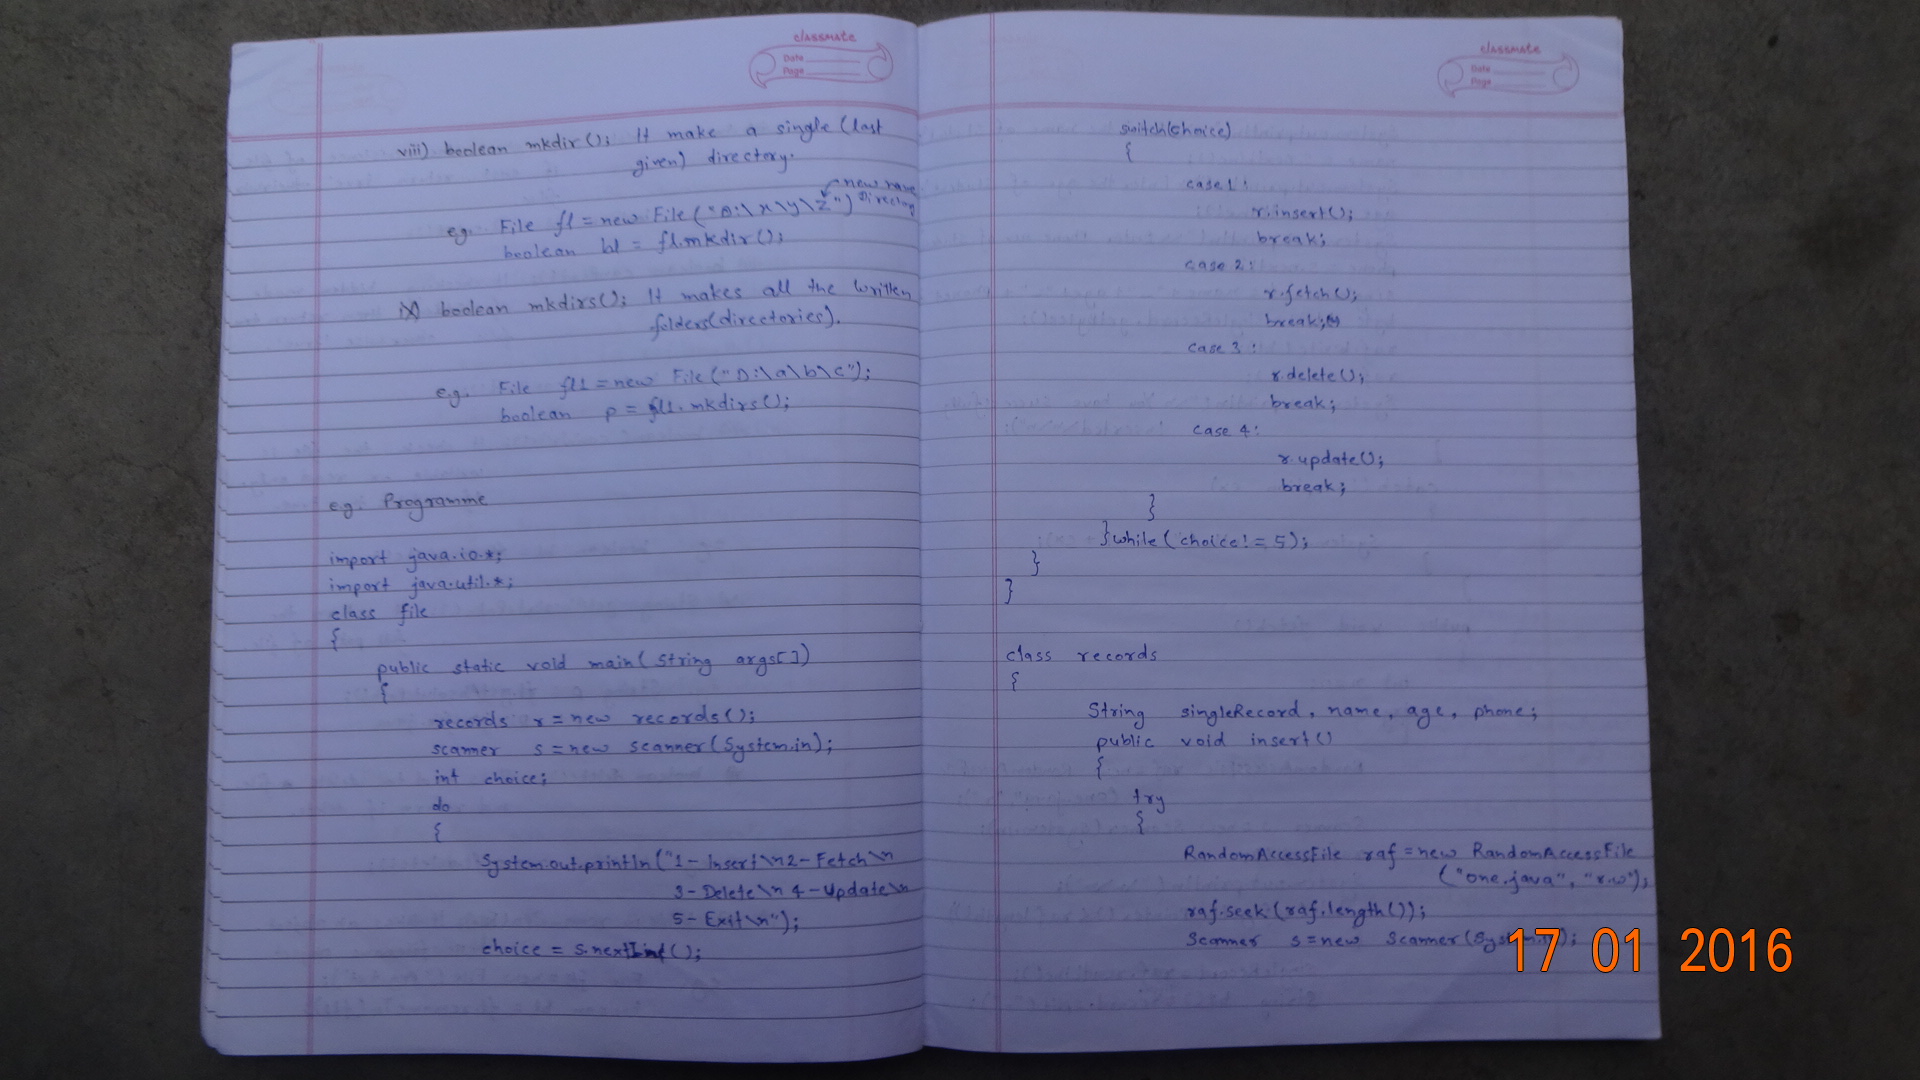 classmate
Date
Page
viii) boolean mkdir(); It make a single (last
given) directory.
new name
Directory
e.g. File f1 = new File ("D:\x\y\z")
boolean bl = f1.mkdir();
ix) boolean mkdirs(); It makes all the written
folders(directories).
e.g. File fl1 = new File ("D:\a\b\c");
boolean p = fl1.mkdirs();
e.g. Programme
import java.io.*;
import java.util.*;
class file
{
public static void main( String args[])
{
records r = new records();
scanner s = new scanner(System.in);
int choice;
do
{
System.out.println("1- Insert\n2- Fetch\n
3-Delete\n 4-Update\n
5- Exit\n");
choice = s.nextInt();
classmate
Date
Page
switch(choice)
{
case 1:
r.insert();
break;
case 2:
r.fetch();
break;
case 3:
r.delete();
break;
case 4:
r.update();
break;
}
}while( choice! = 5);
}
}
class records
{
String singleRecord, name, age, phone;
public void insert()
{
try
{
RandomAccessFile raf = new RandomAccessFile
("one.java", "rw");
raf.seek(raf.length());
Scanner s = new Scanner(System.in);
17 01 2016